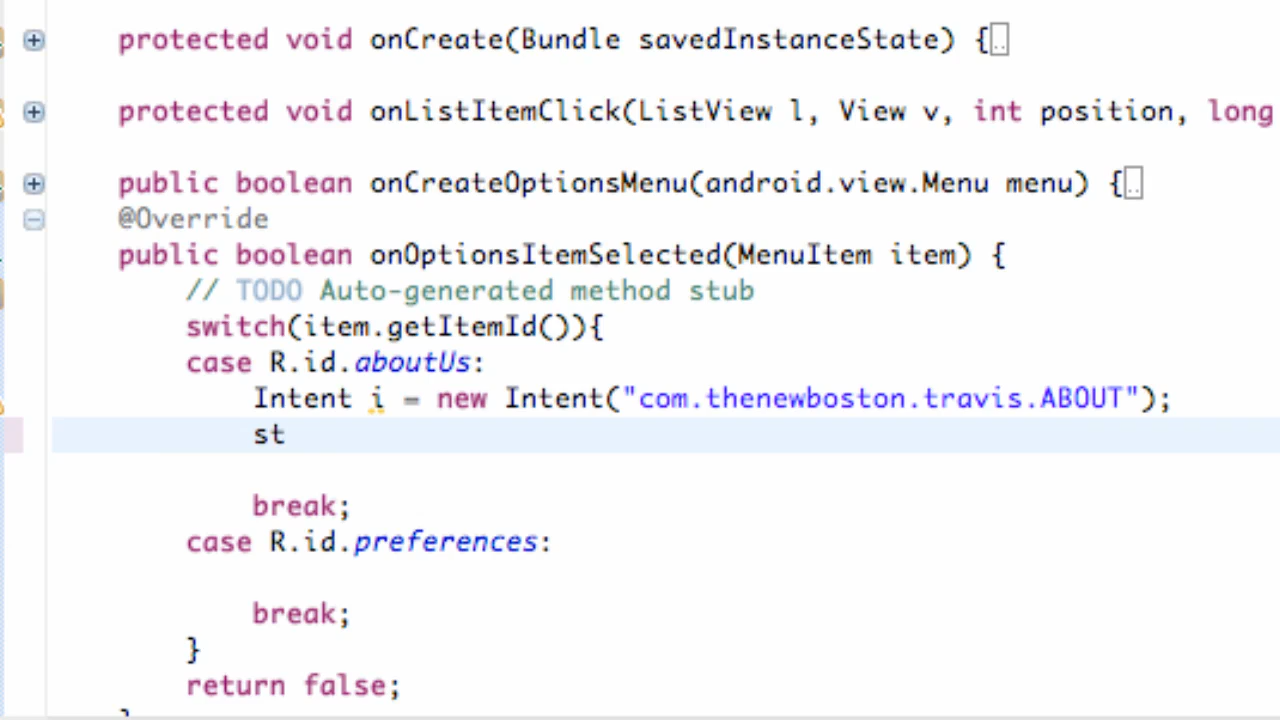 protected void onCreate(Bundle savedInstanceState) {..
protected void onListItemClick(ListView l, View v, int position, long
public boolean onCreateOptionsMenu(android.view.Menu menu) {..
@Override
public boolean onOptionsItemSelected(MenuItem item) {
// TODO Auto-generated method stub
switch(item.getItemId()){
case R.id.aboutUs:
Intent i = new Intent("com.thenewboston.travis.ABOUT");
st
break;
case R.id.preferences:
break;
}
return false;
}